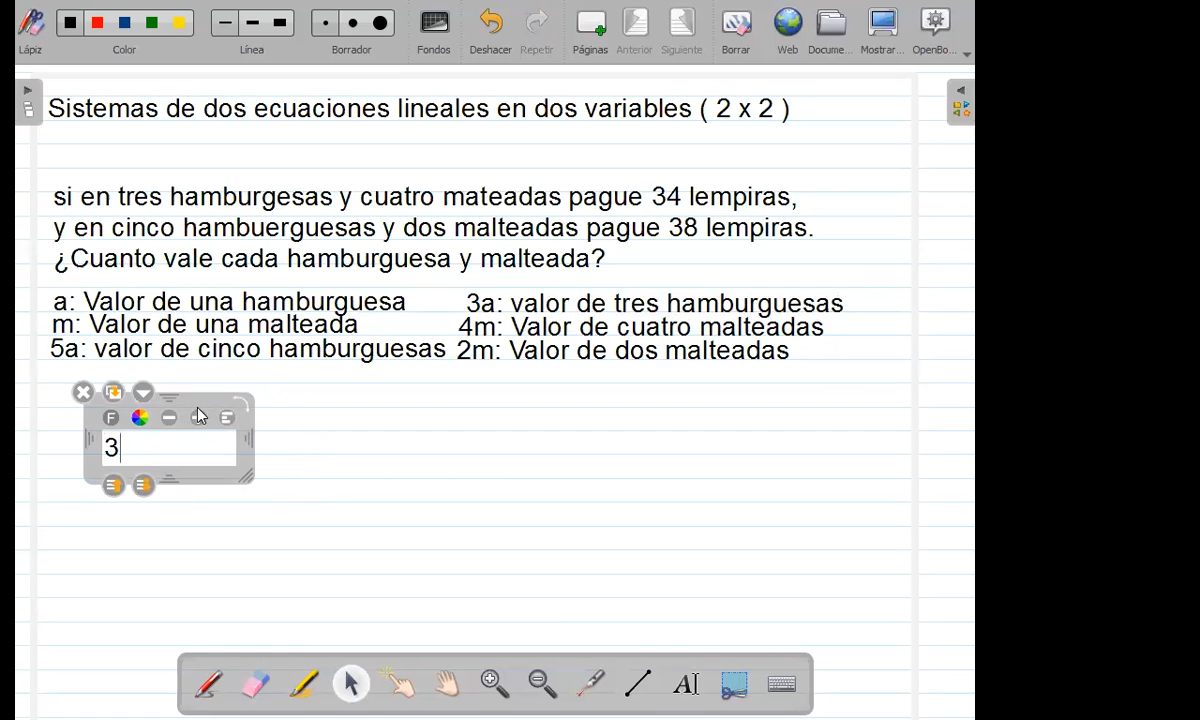 Lápiz Color Línea Borrador Fondos Deshacer Repetir Páginas Anterior Siguiente Borrar Web Docume... Mostrar... OpenBo...
Sistemas de dos ecuaciones lineales en dos variables ( 2 x 2 )
si en tres hamburgesas y cuatro mateadas pague 34 lempiras,
y en cinco hambuerguesas y dos malteadas pague 38 lempiras.
¿Cuanto vale cada hamburguesa y malteada?
a: Valor de una hamburguesa 3a: valor de tres hamburguesas
m: Valor de una malteada 4m: Valor de cuatro malteadas
5a: valor de cinco hamburguesas 2m: Valor de dos malteadas
F
3
A